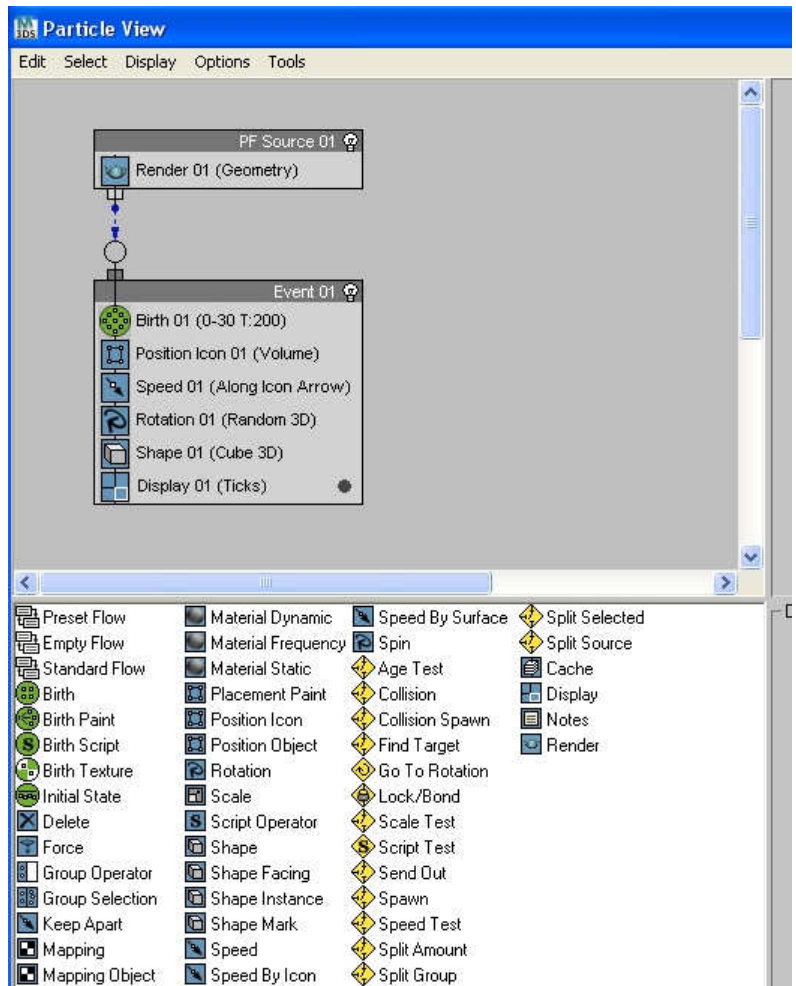 Particle View
Edit Select Display Options Tools
PF Source 01
Render 01 (Geometry)
Event 01
Birth 01 (0-30 T:200)
Position Icon 01 (Volume)
Speed 01 (Along Icon Arrow)
Rotation 01 (Random 3D)
Shape 01 (Cube 3D)
Display 01 (Ticks)
Preset Flow
Empty Flow
Standard Flow
Birth
Birth Paint
Birth Script
Birth Texture
Initial State
Delete
Force
Group Operator
Group Selection
Keep Apart
Mapping
Mapping Object
Material Dynamic
Material Frequency
Material Static
Placement Paint
Position Icon
Position Object
Rotation
Scale
Script Operator
Shape
Shape Facing
Shape Instance
Shape Mark
Speed
Speed By Icon
Speed By Surface
Spin
Age Test
Collision
Collision Spawn
Find Target
Go To Rotation
Lock/Bond
Scale Test
Script Test
Send Out
Spawn
Speed Test
Split Amount
Split Group
Split Selected
Split Source
Cache
Display
Notes
Render